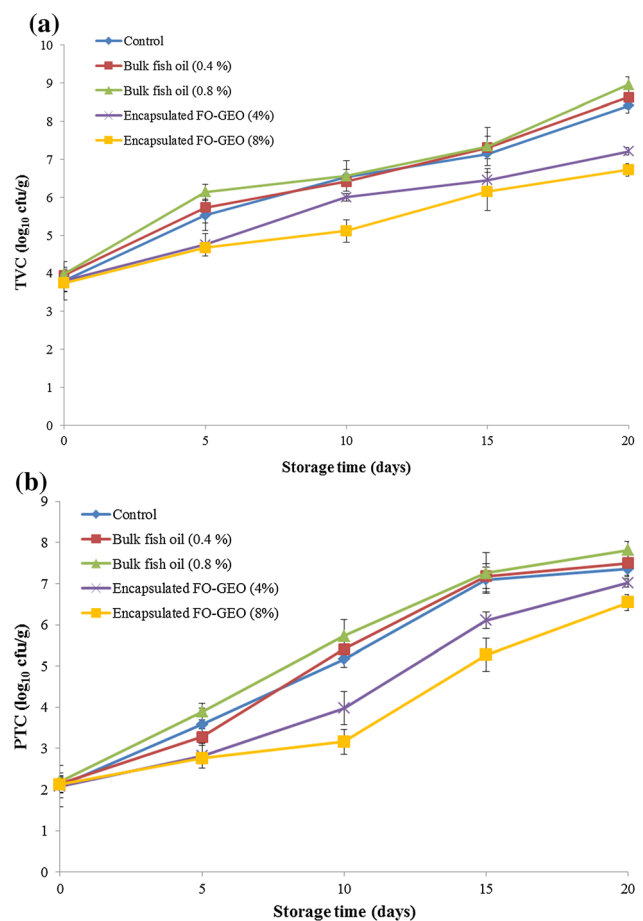 (a)
Control
Bulk fish oil (0.4 %)
Bulk fish oil (0.8 %)
Encapsulated FO-GEO (4%)
Encapsulated FO-GEO (8%)
TVC (log10 cfu/g)
10
9
8
7
6
5
4
3
2
1
0
0 5 10 15 20
Storage time (days)
(b)
Control
Bulk fish oil (0.4 %)
Bulk fish oil (0.8 %)
Encapsulated FO-GEO (4%)
Encapsulated FO-GEO (8%)
PTC (log10 cfu/g)
9
8
7
6
5
4
3
2
1
0
0 5 10 15 20
Storage time (days)